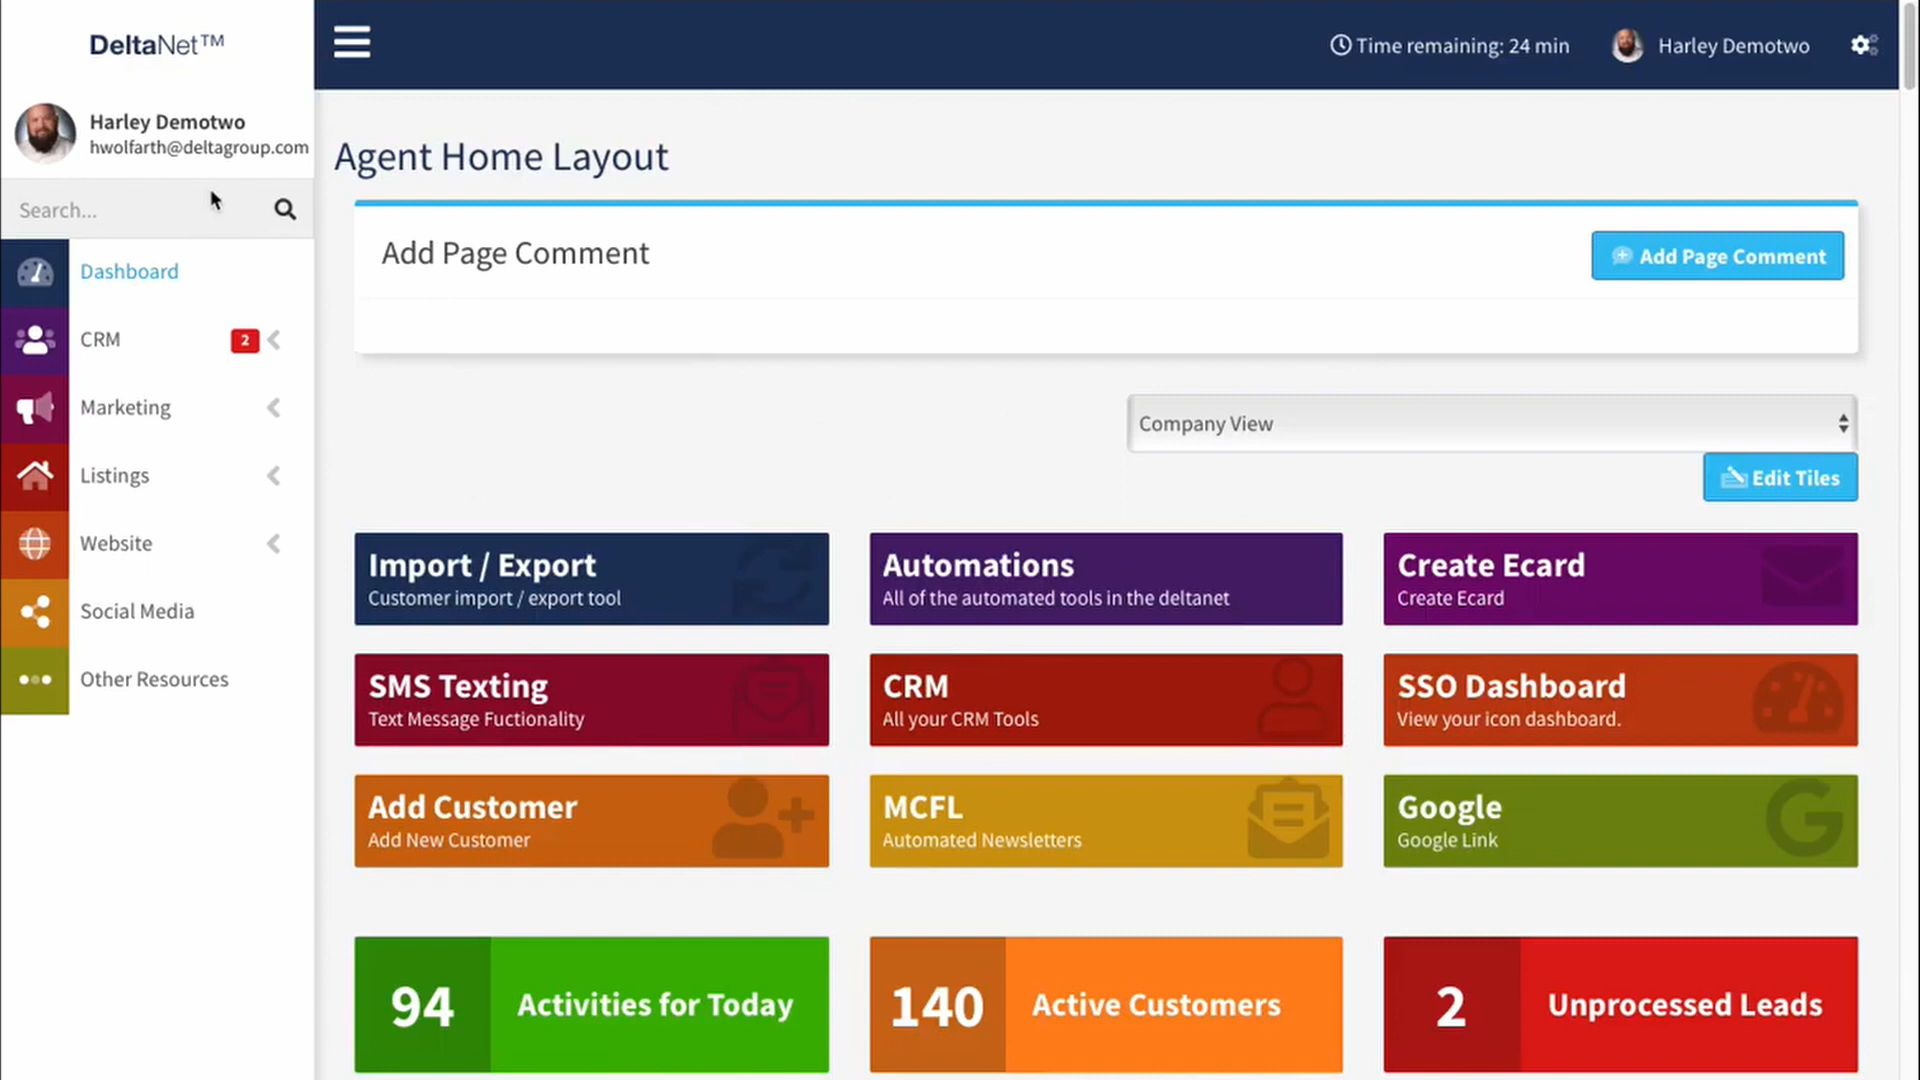 DeltaNet™
Harley Demotwo
hwolfarth@deltagroup.com
Search...
Dashboard
CRM 2
Marketing
Listings
Website
Social Media
Other Resources
Time remaining: 24 min Harley Demotwo
Agent Home Layout
Add Page Comment Add Page Comment
Company View
Edit Tiles
Import / Export
Customer import / export tool
Automations
All of the automated tools in the deltanet
Create Ecard
Create Ecard
SMS Texting
Text Message Fuctionality
CRM
All your CRM Tools
SSO Dashboard
View your icon dashboard.
Add Customer
Add New Customer
MCFL
Automated Newsletters
Google
Google Link
94 Activities for Today
140 Active Customers
2 Unprocessed Leads